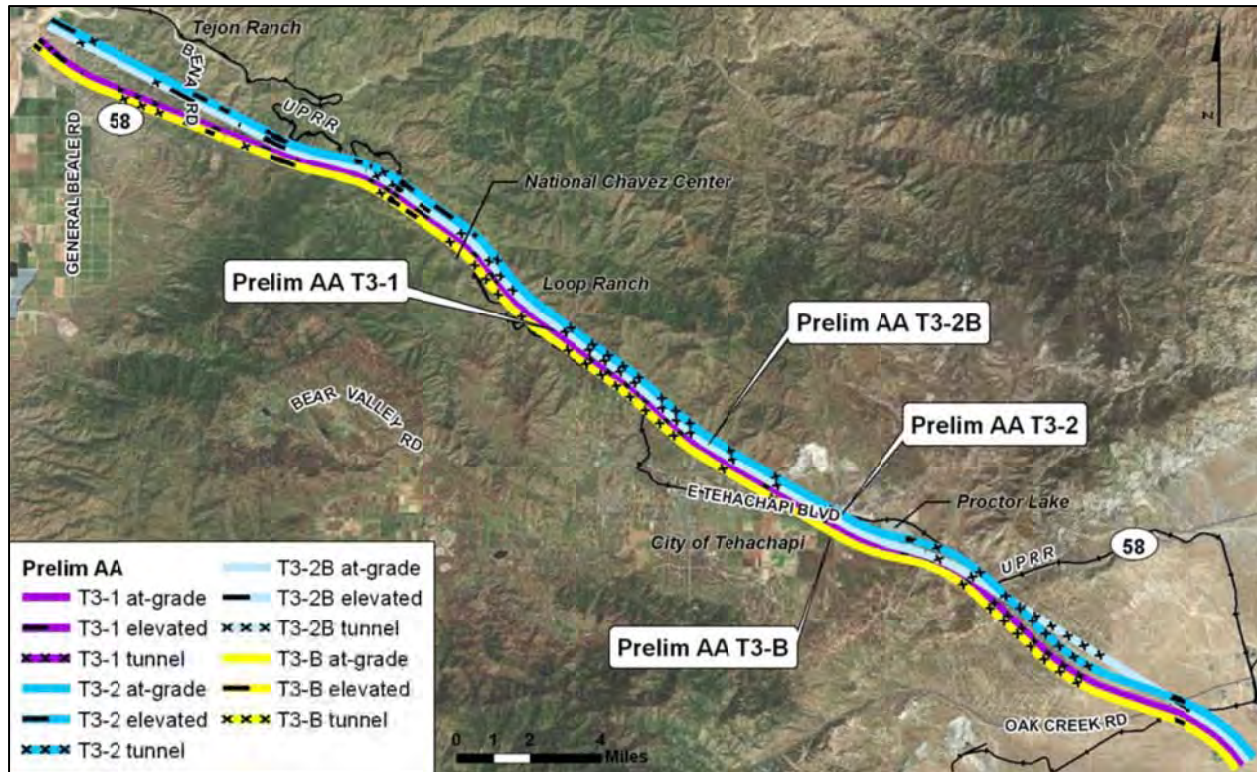 Tejon Ranch
BENA RD
UPRR
58
GENERAL BEALE RD
National Chavez Center
Prelim AA T3-1
Loop Ranch
Prelim AA T3-2B
BEAR VALLEY RD
Prelim AA T3-2
E TEHACHAPI BLVD
Proctor Lake
City of Tehachapi
58
UPRR
Prelim AA T3-B
OAK CREEK RD
Prelim AA
T3-1 at-grade
T3-1 elevated
T3-1 tunnel
T3-2 at-grade
T3-2 elevated
T3-2 tunnel
T3-2B at-grade
T3-2B elevated
T3-2B tunnel
T3-B at-grade
T3-B elevated
T3-B tunnel
0 1 2 4
Miles
Z